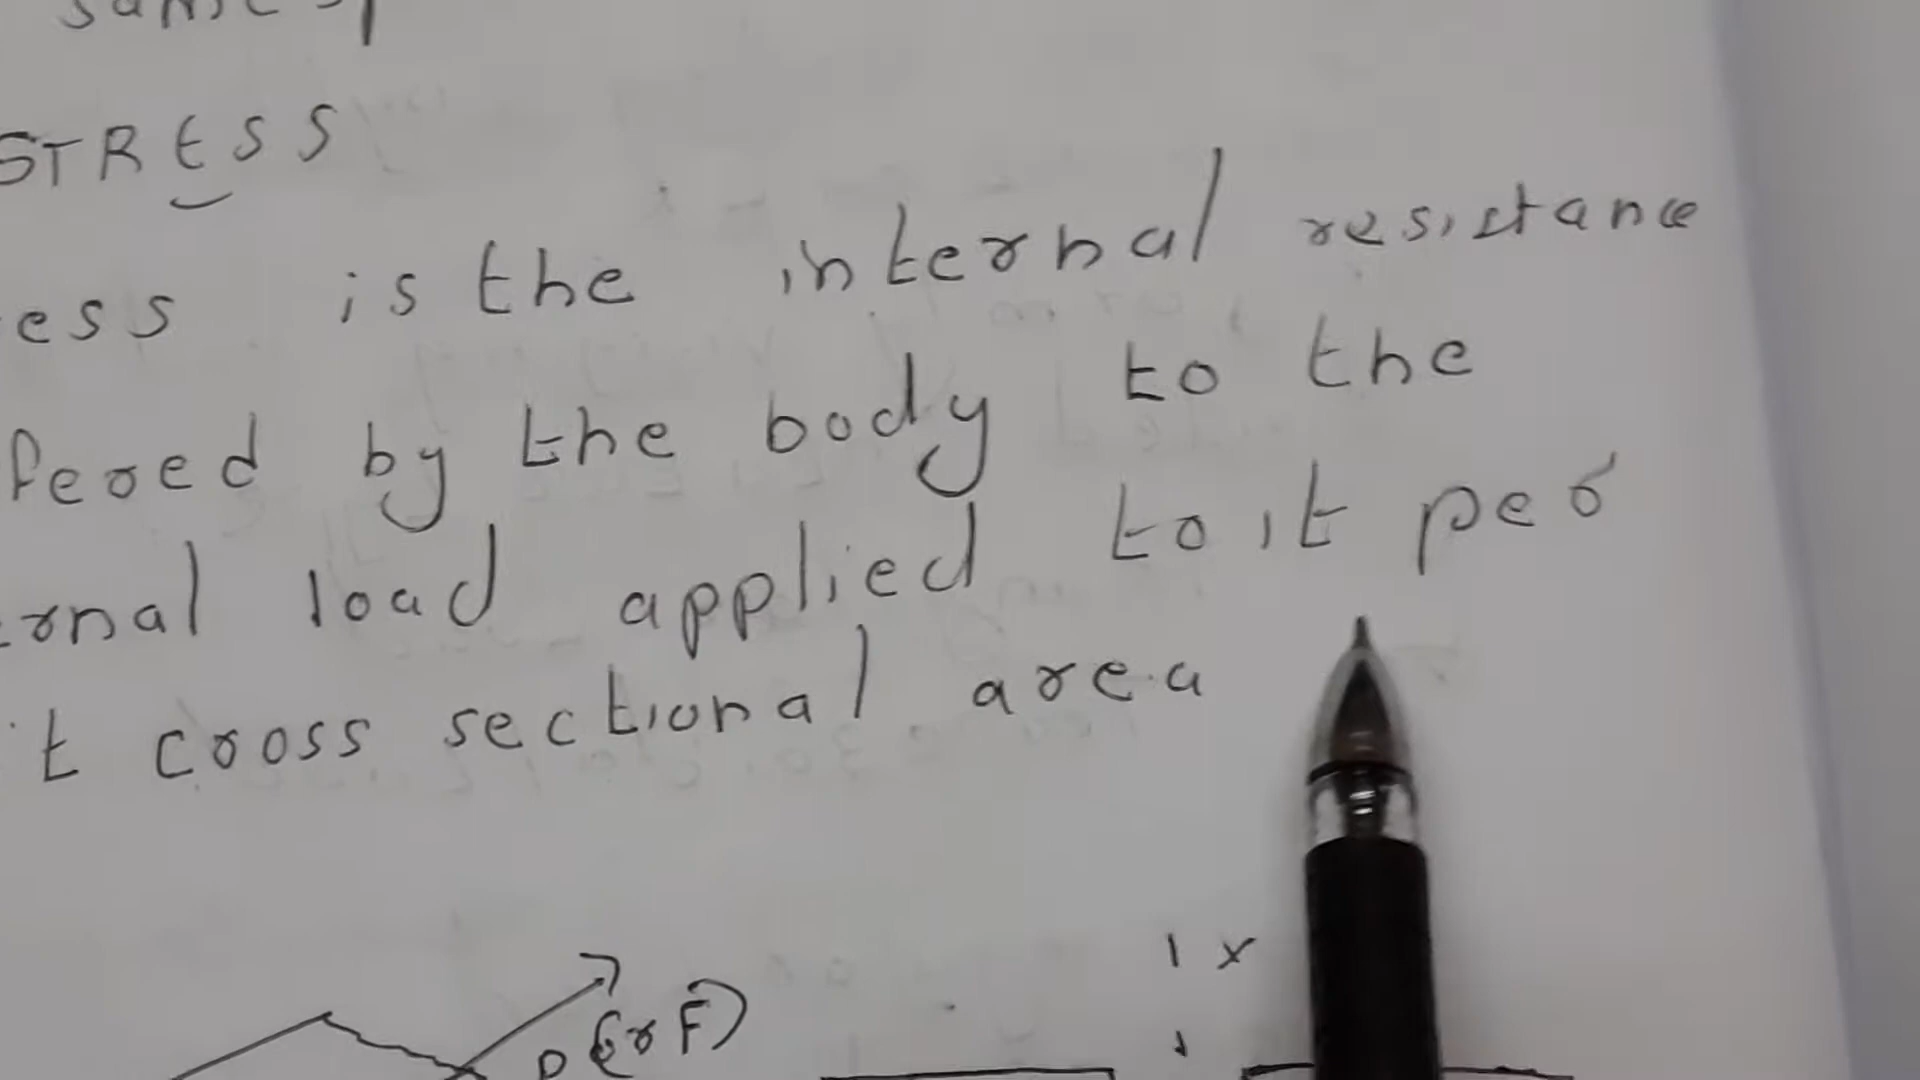 STRESS
ess is the internal resistance
fered by the body to the
rnal load applied to it per
t cross sectional area
1 x
P(or F)